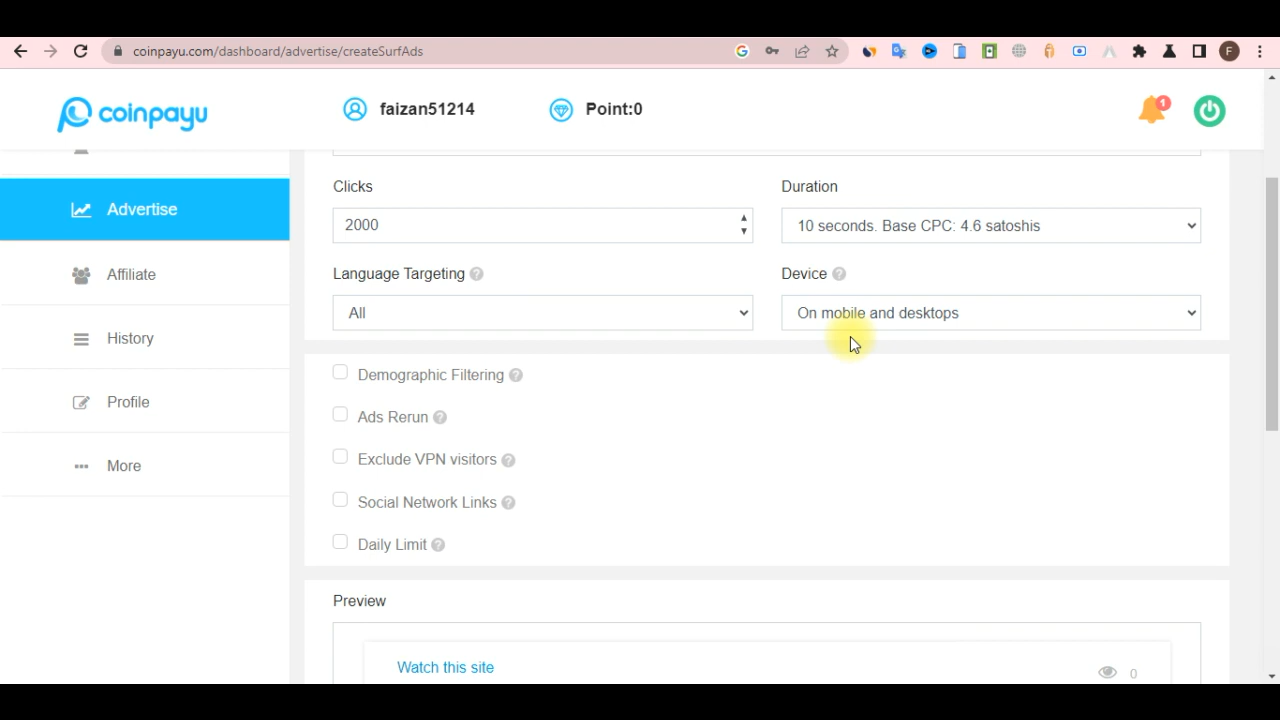 coinpayu.com/dashboard/advertise/createSurfAds
F
coinpayu
faizan51214
Point:0
1
Advertise
Affiliate
History
Profile
More
Clicks
Duration
2000
10 seconds. Base CPC: 4.6 satoshis
Language Targeting ?
Device ?
All
On mobile and desktops
Demographic Filtering ?
Ads Rerun ?
Exclude VPN visitors ?
Social Network Links ?
Daily Limit ?
Preview
Watch this site
0